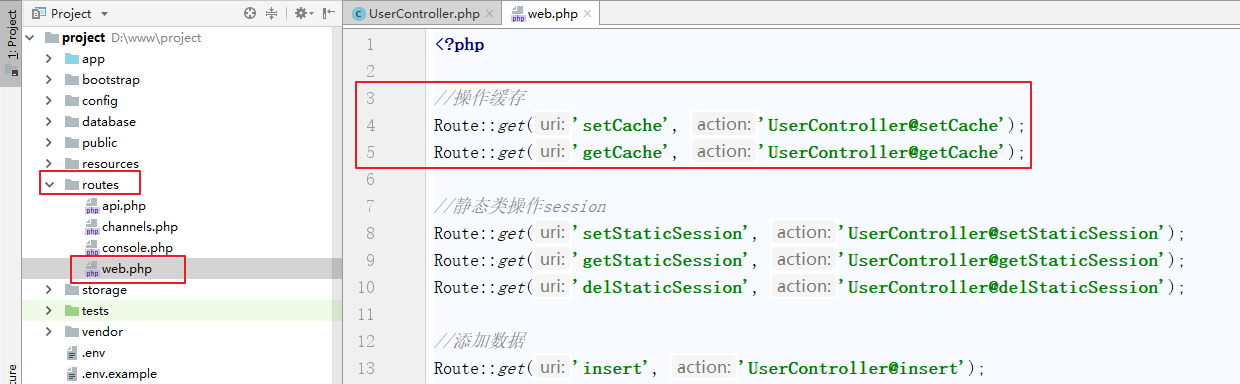 Project
UserController.php
web.php
1: Project
project D:\www\project
app
bootstrap
config
database
public
resources
routes
api.php
channels.php
console.php
web.php
storage
tests
vendor
.env
.env.example
1 <?php
2
3 //操作缓存
4 Route::get( uri: 'setCache', action: 'UserController@setCache');
5 Route::get( uri: 'getCache', action: 'UserController@getCache');
6
7 //静态类操作session
8 Route::get( uri: 'setStaticSession', action: 'UserController@setStaticSession');
9 Route::get( uri: 'getStaticSession', action: 'UserController@getStaticSession');
10 Route::get( uri: 'delStaticSession', action: 'UserController@delStaticSession');
11
12 //添加数据
13 Route::get( uri: 'insert', action: 'UserController@insert');